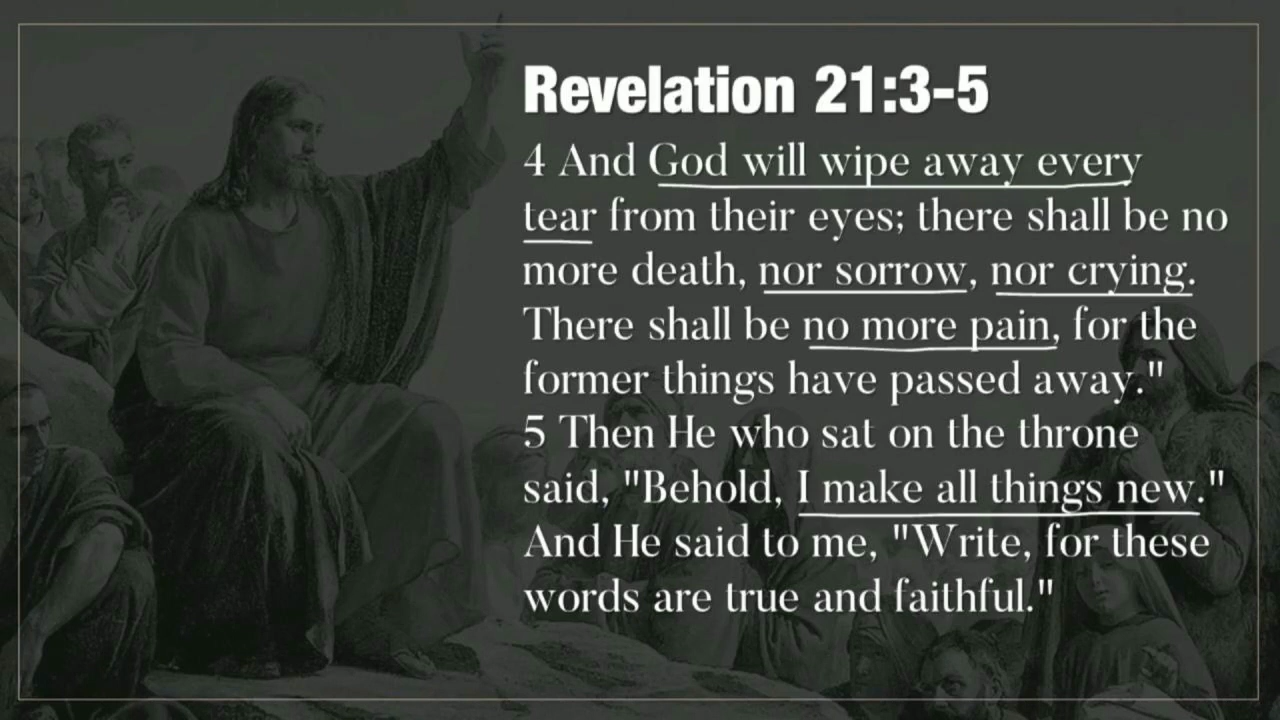 Revelation 21:3-5
4 And God will wipe away every
tear from their eyes; there shall be no
more death, nor sorrow, nor crying.
There shall be no more pain, for the
former things have passed away."
5 Then He who sat on the throne
said, "Behold, I make all things new."
And He said to me, "Write, for these
words are true and faithful."